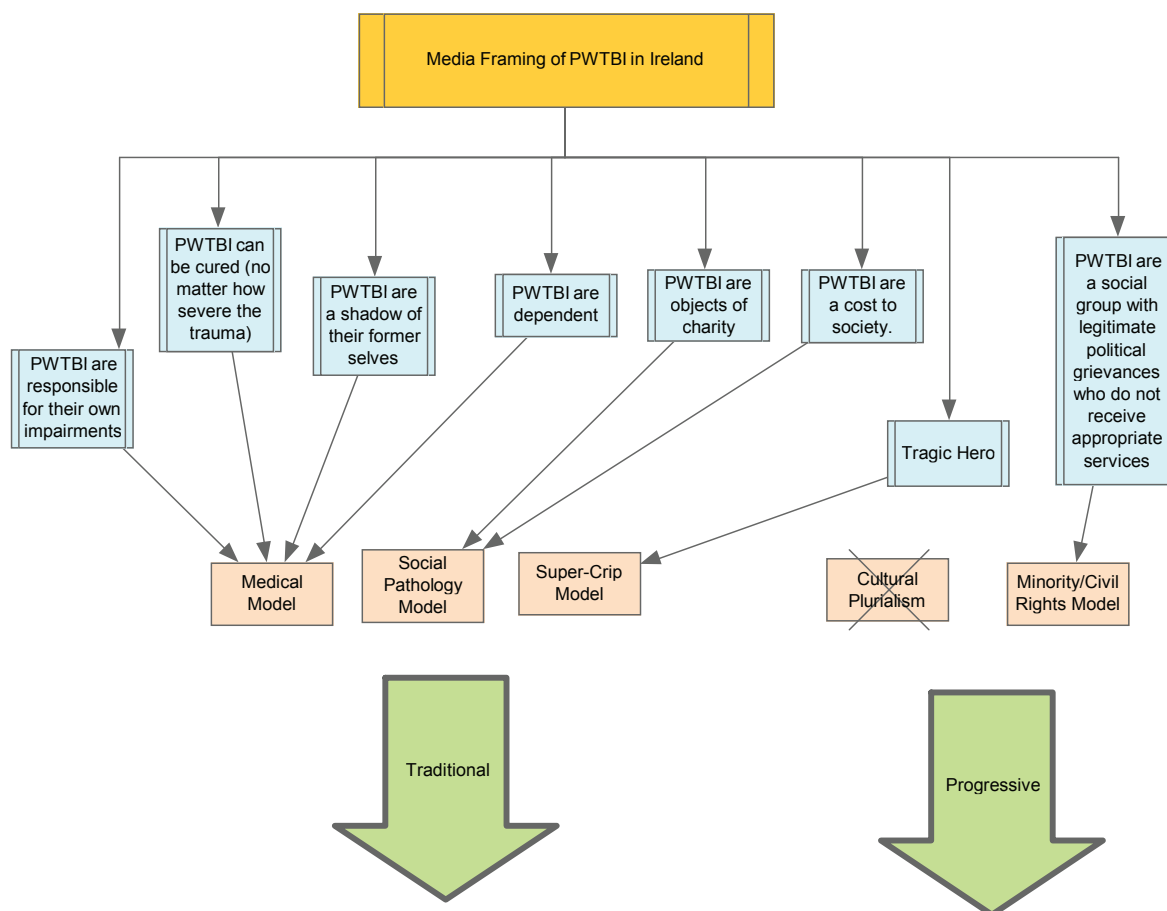 Media Framing of PWTBI in Ireland
PWTBI are
responsible
for their own
impairments
PWTBI can
be cured (no
matter how
severe the
trauma)
PWTBI are
a shadow of
their former
selves
PWTBI are
dependent
PWTBI are
objects of
charity
PWTBI are
a cost to
society.
Tragic Hero
PWTBI are
a social
group with
legitimate
political
grievances
who do not
receive
appropriate
services
Medical
Model
Social
Pathology
Model
Super-Crip
Model
Cultural
Plurialism
Minority/Civil
Rights Model
Traditional
Progressive